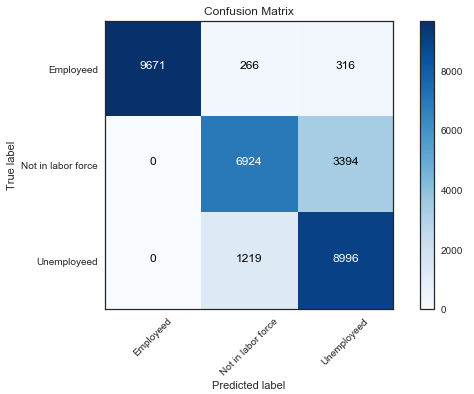 Confusion Matrix
True label
Employeed 9671 266 316
Not in labor force 0 6924 3394
Unemployeed 0 1219 8996
Employeed Not in labor force Unemployeed
Predicted label
8000
6000
4000
2000
0